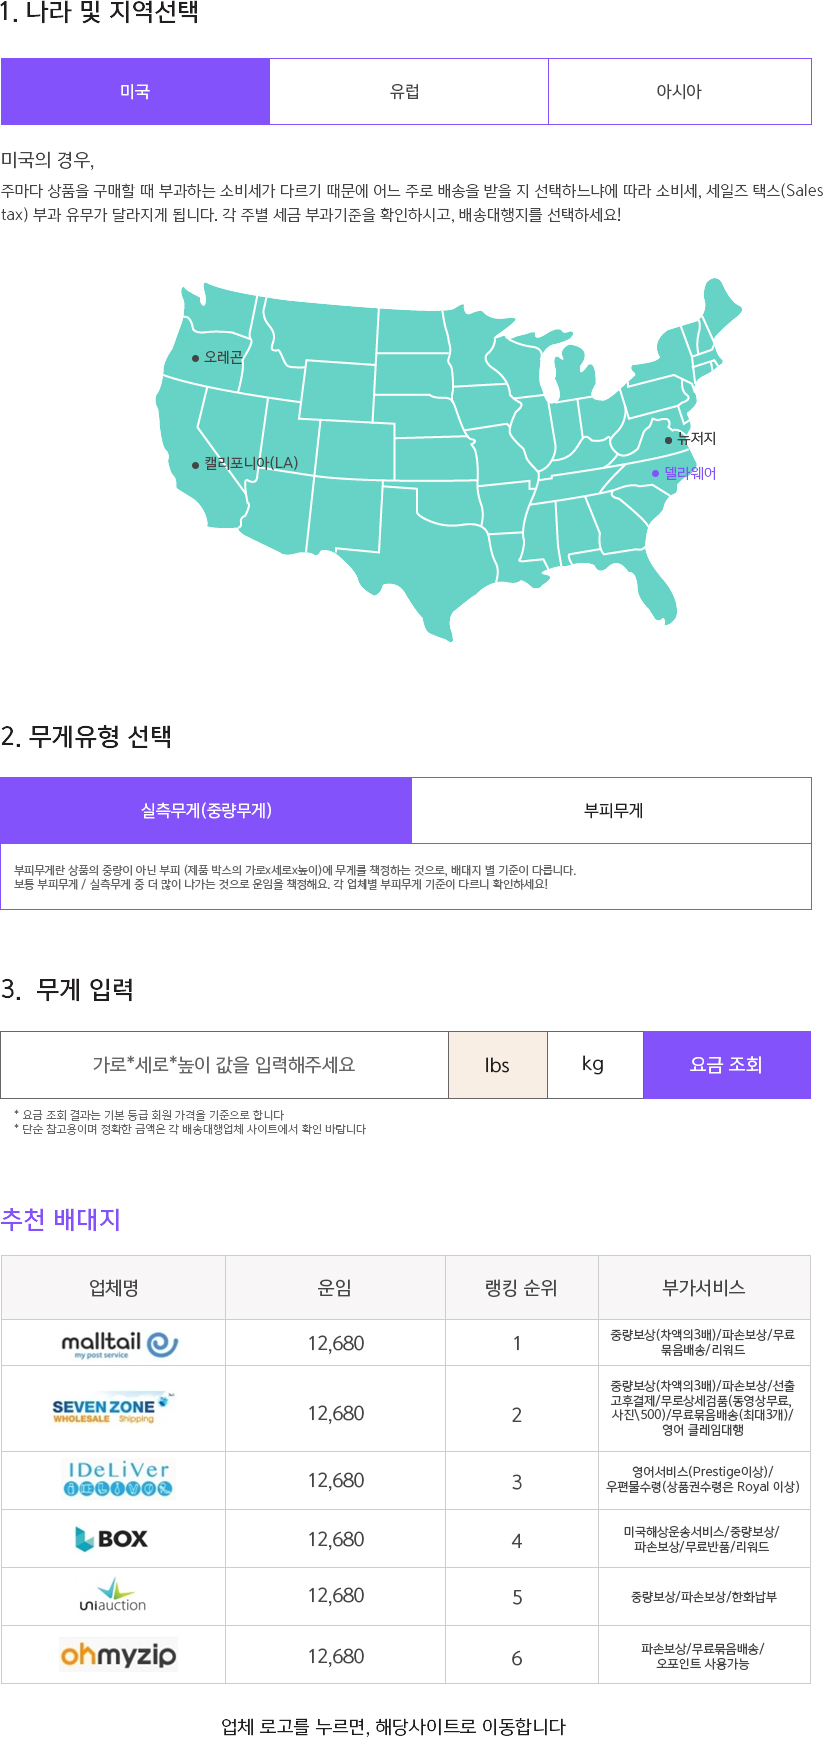 1. 나라 및 지역선택
미국 유럽 아시아
미국의 경우,
주마다 상품을 구매할 때 부과하는 소비세가 다르기 때문에 어느 주로 배송을 받을 지 선택하느냐에 따라 소비세, 세일즈 택스(Sales
tax) 부과 유무가 달라지게 됩니다. 각 주별 세금 부과기준을 확인하시고, 배송대행지를 선택하세요!
오레곤
뉴저지
캘리포니아(LA)
델라웨어
2. 무게유형 선택
실측무게(중량무게) 부피무게
부피무게란 상품의 중량이 아닌 부피 (제품 박스의 가로x세로x높이)에 무게를 책정하는 것으로, 배대지 별 기준이 다릅니다.
보통 부피무게 / 실측무게 중 더 많이 나가는 것으로 운임을 책정해요. 각 업체별 부피무게 기준이 다르니 확인하세요!
3. 무게 입력
가로*세로*높이 값을 입력해주세요 lbs kg 요금 조회
* 요금 조회 결과는 기본 등급 회원 가격을 기준으로 합니다
* 단순 참고용이며 정확한 금액은 각 배송대행업체 사이트에서 확인 바랍니다
추천 배대지
업체명 운임 랭킹 순위 부가서비스
malltail
my post service
12,680
1
중량보상(차액의3배)/파손보상/무료
묶음배송/리워드
SEVEN ZONE
WHOLESALE Shipping
12,680
2
중량보상(차액의3배)/파손보상/선출
고후결제/무로상세검품(동영상무료,
사진\500)/무료묶음배송(최대3개)/
영어 클레임대행
IDeLiVer
12,680
3
영어서비스(Prestige이상)/
우편물수령(상품권수령은 Royal 이상)
BOX
12,680
4
미국해상운송서비스/중량보상/
파손보상/무료반품/리워드
uniauction
12,680
5
중량보상/파손보상/한화납부
ohmyzip
12,680
6
파손보상/무료묶음배송/
오포인트 사용가능
업체 로고를 누르면, 해당사이트로 이동합니다